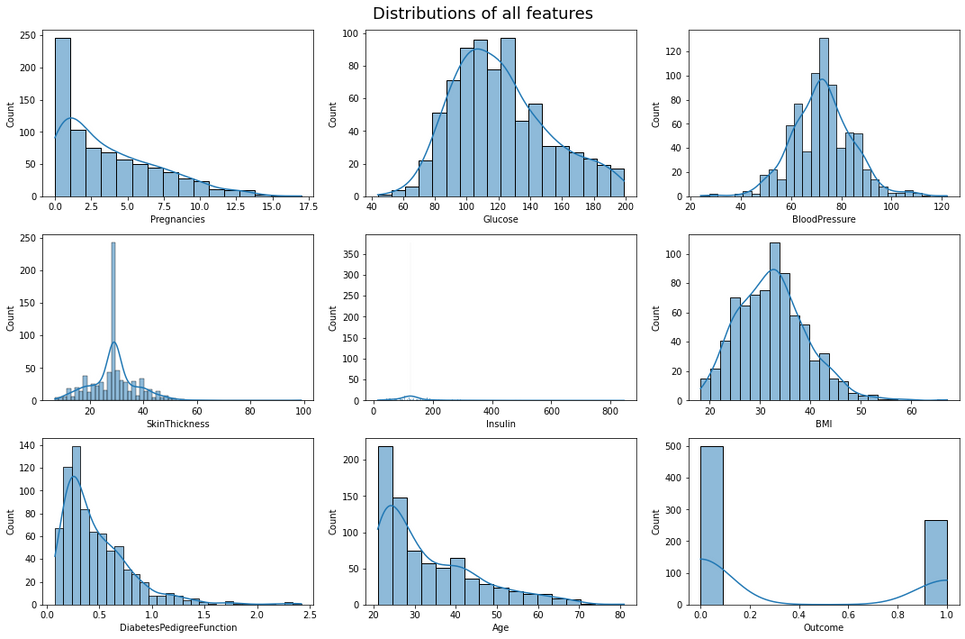 Distributions of all features
250
200
150
100
50
0
Count
0.0 2.5 5.0 7.5 10.0 12.5 15.0 17.5
Pregnancies
100
80
60
40
20
0
Count
40 60 80 100 120 140 160 180 200
Glucose
120
100
80
60
40
20
0
Count
20 40 60 80 100 120
BloodPressure
250
200
150
100
50
0
Count
20 40 60 80 100
SkinThickness
350
300
250
200
150
100
50
0
Count
0 200 400 600 800
Insulin
100
80
60
40
20
0
Count
20 30 40 50 60
BMI
140
120
100
80
60
40
20
0
Count
0.0 0.5 1.0 1.5 2.0 2.5
DiabetesPedigreeFunction
200
150
100
50
0
Count
20 30 40 50 60 70 80
Age
500
400
300
200
100
0
Count
0.0 0.2 0.4 0.6 0.8 1.0
Outcome